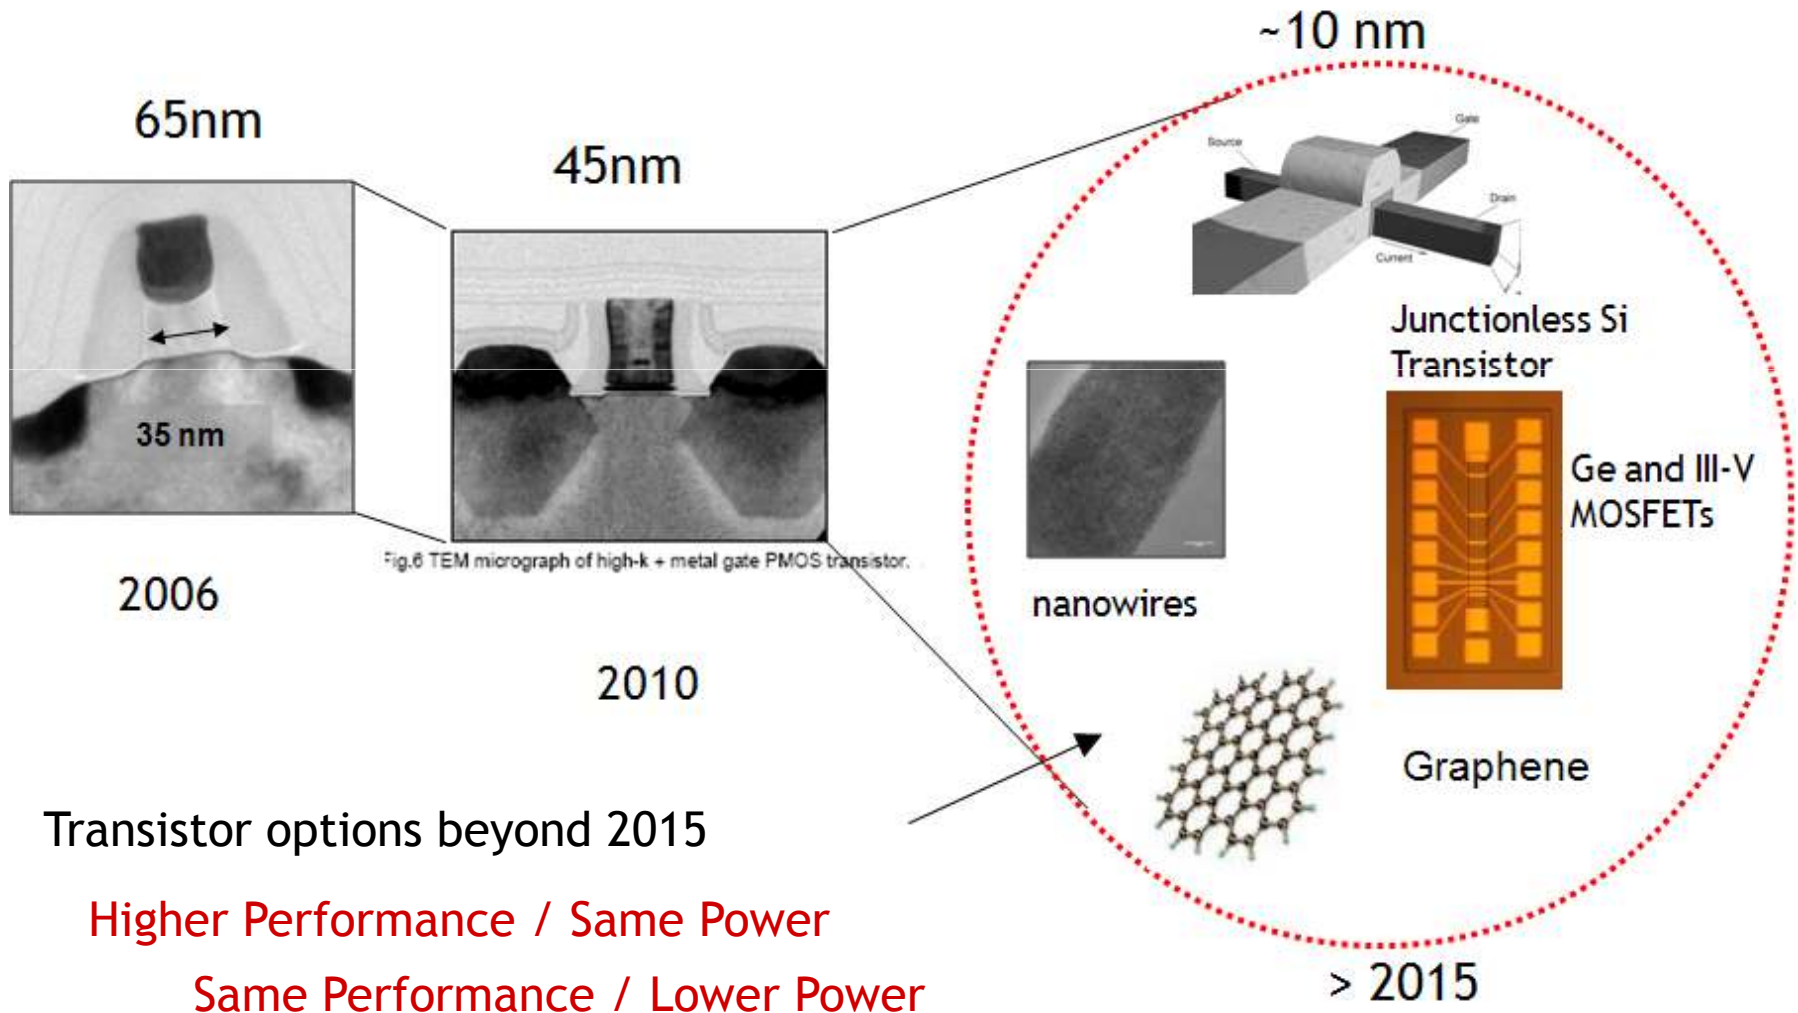 ~10 nm
65nm
45nm
Gate
Source
Drain
Current
35 nm
Junctionless Si
Transistor
Ge and III-V
MOSFETs
Fig.6 TEM micrograph of high-k + metal gate PMOS transistor.
2006
nanowires
2010
Graphene
Transistor options beyond 2015
Higher Performance / Same Power
Same Performance / Lower Power
> 2015